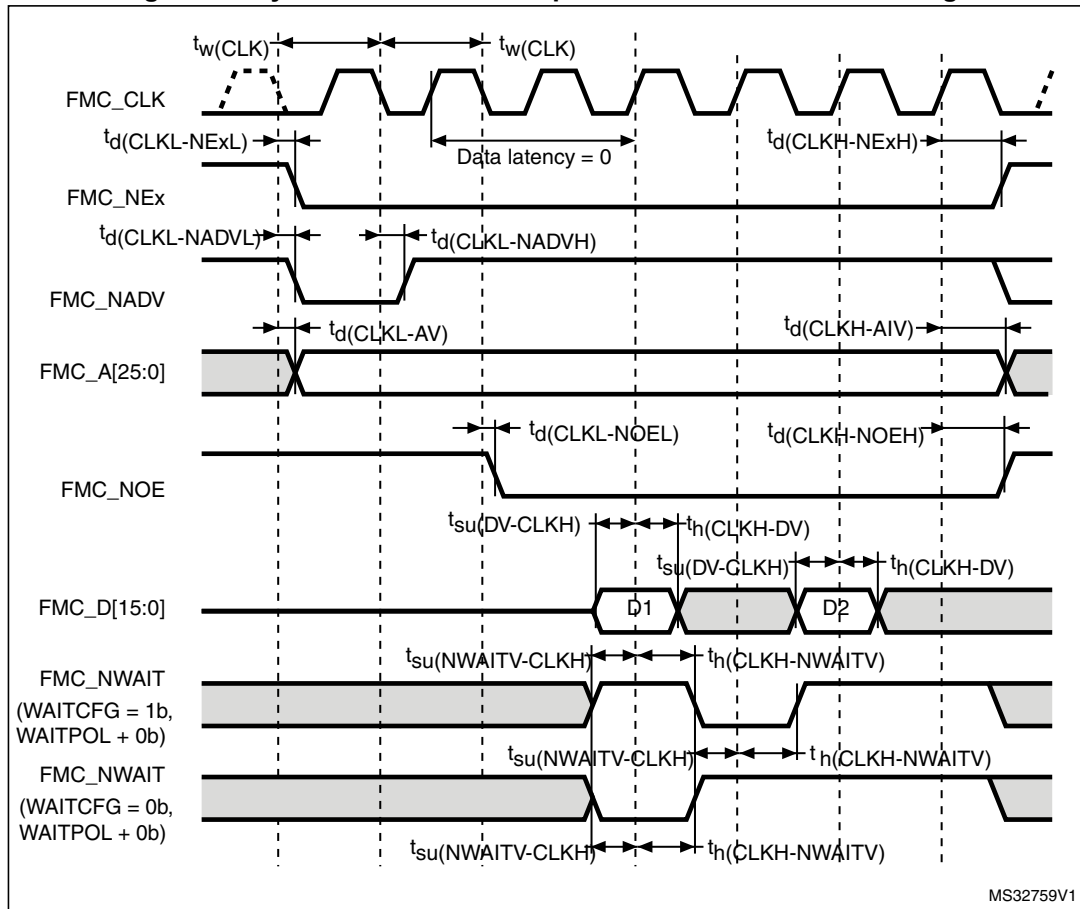 tw(CLK) tw(CLK)
FMC_CLK
td(CLKL-NExL) Data latency = 0 td(CLKH-NExH)
FMC_NEx
td(CLKL-NADVL) td(CLKL-NADVH)
FMC_NADV
td(CLKL-AV) td(CLKH-AIV)
FMC_A[25:0]
td(CLKL-NOEL) td(CLKH-NOEH)
FMC_NOE
tsu(DV-CLKH) th(CLKH-DV)
tsu(DV-CLKH) th(CLKH-DV)
FMC_D[15:0] D1 D2
tsu(NWAITV-CLKH) th(CLKH-NWAITV)
FMC_NWAIT
(WAITCFG = 1b,
WAITPOL + 0b)
tsu(NWAITV-CLKH) th(CLKH-NWAITV)
FMC_NWAIT
(WAITCFG = 0b,
WAITPOL + 0b)
tsu(NWAITV-CLKH) th(CLKH-NWAITV)
MS32759V1